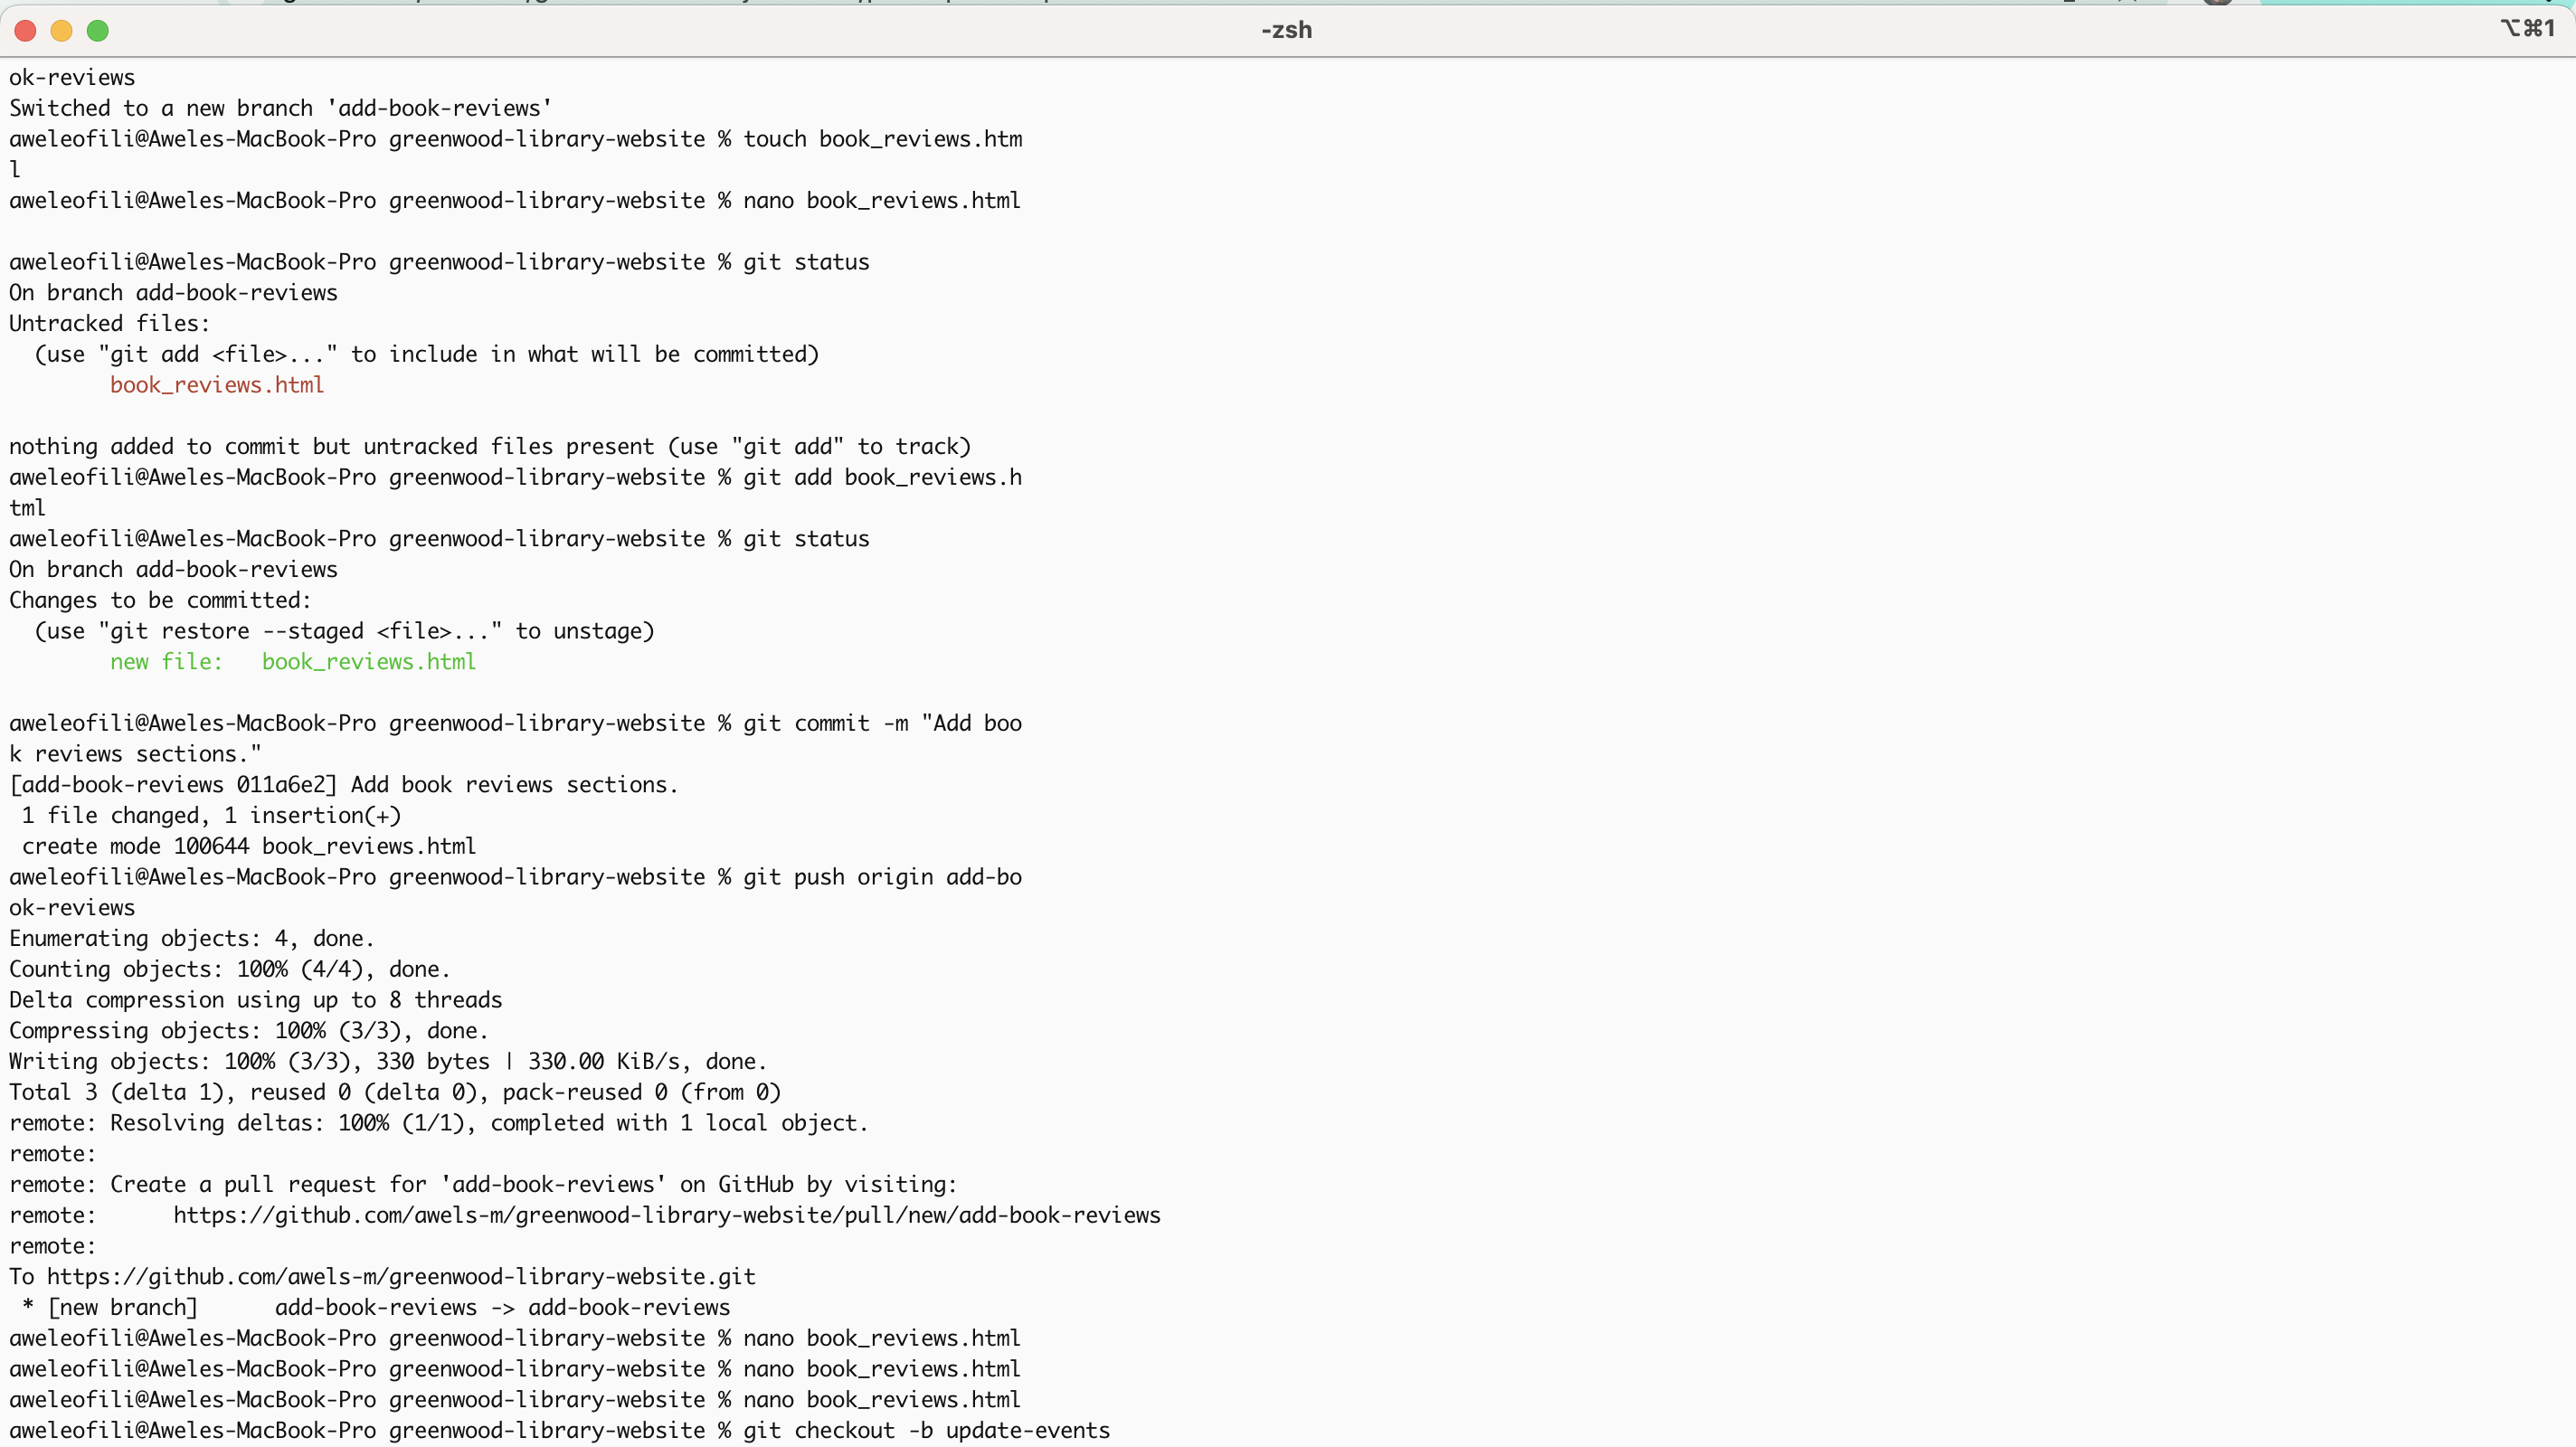 -zsh
⌥⌘1
ok-reviews
Switched to a new branch 'add-book-reviews'
aweleofili@Aweles-MacBook-Pro greenwood-library-website % touch book_reviews.htm
l
aweleofili@Aweles-MacBook-Pro greenwood-library-website % nano book_reviews.html
aweleofili@Aweles-MacBook-Pro greenwood-library-website % git status
On branch add-book-reviews
Untracked files:
  (use "git add <file>..." to include in what will be committed)
        book_reviews.html
nothing added to commit but untracked files present (use "git add" to track)
aweleofili@Aweles-MacBook-Pro greenwood-library-website % git add book_reviews.h
tml
aweleofili@Aweles-MacBook-Pro greenwood-library-website % git status
On branch add-book-reviews
Changes to be committed:
  (use "git restore --staged <file>..." to unstage)
        new file:   book_reviews.html
aweleofili@Aweles-MacBook-Pro greenwood-library-website % git commit -m "Add boo
k reviews sections."
[add-book-reviews 011a6e2] Add book reviews sections.
 1 file changed, 1 insertion(+)
 create mode 100644 book_reviews.html
aweleofili@Aweles-MacBook-Pro greenwood-library-website % git push origin add-bo
ok-reviews
Enumerating objects: 4, done.
Counting objects: 100% (4/4), done.
Delta compression using up to 8 threads
Compressing objects: 100% (3/3), done.
Writing objects: 100% (3/3), 330 bytes | 330.00 KiB/s, done.
Total 3 (delta 1), reused 0 (delta 0), pack-reused 0 (from 0)
remote: Resolving deltas: 100% (1/1), completed with 1 local object.
remote:
remote: Create a pull request for 'add-book-reviews' on GitHub by visiting:
remote:      https://github.com/awels-m/greenwood-library-website/pull/new/add-book-reviews
remote:
To https://github.com/awels-m/greenwood-library-website.git
 * [new branch]      add-book-reviews -> add-book-reviews
aweleofili@Aweles-MacBook-Pro greenwood-library-website % nano book_reviews.html
aweleofili@Aweles-MacBook-Pro greenwood-library-website % nano book_reviews.html
aweleofili@Aweles-MacBook-Pro greenwood-library-website % nano book_reviews.html
aweleofili@Aweles-MacBook-Pro greenwood-library-website % git checkout -b update-events